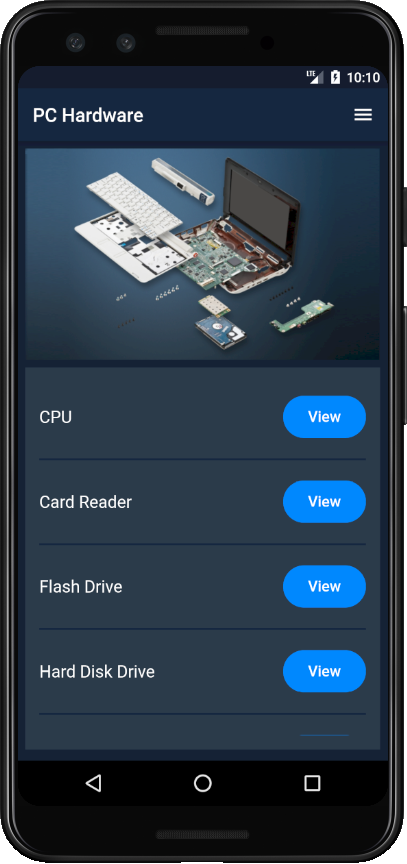 LTE 10:10
PC Hardware
CPU View
Card Reader View
Flash Drive View
Hard Disk Drive View